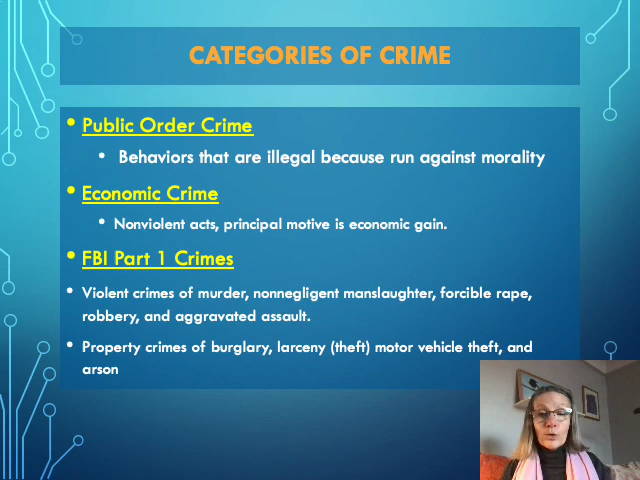 CATEGORIES OF CRIME
• Public Order Crime
• Behaviors that are illegal because run against morality
• Economic Crime
• Nonviolent acts, principal motive is economic gain.
• FBI Part 1 Crimes
• Violent crimes of murder, nonnegligent manslaughter, forcible rape,
robbery, and aggravated assault.
• Property crimes of burglary, larceny (theft) motor vehicle theft, and
arson